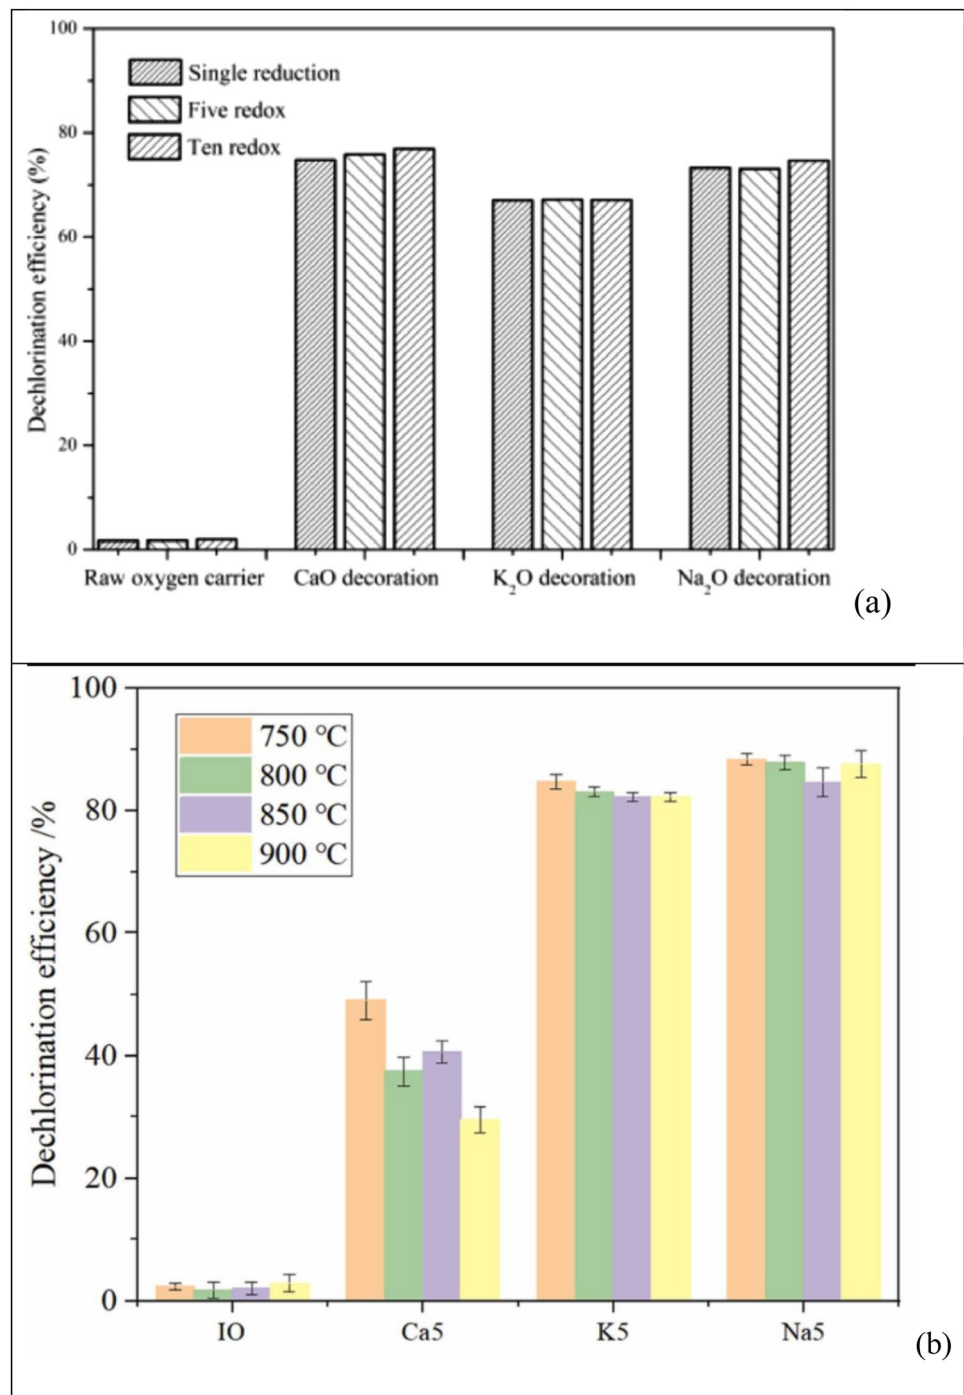 100
80
60
40
20
0
Dechlorination efficiency (%)
Single reduction
Five redox
Ten redox
Raw oxygen carrier
CaO decoration
K₂O decoration
Na₂O decoration
(a)
100
80
60
40
20
0
Dechlorination efficiency /%
750 ℃
800 ℃
850 ℃
900 ℃
IO
Ca5
K5
Na5
(b)